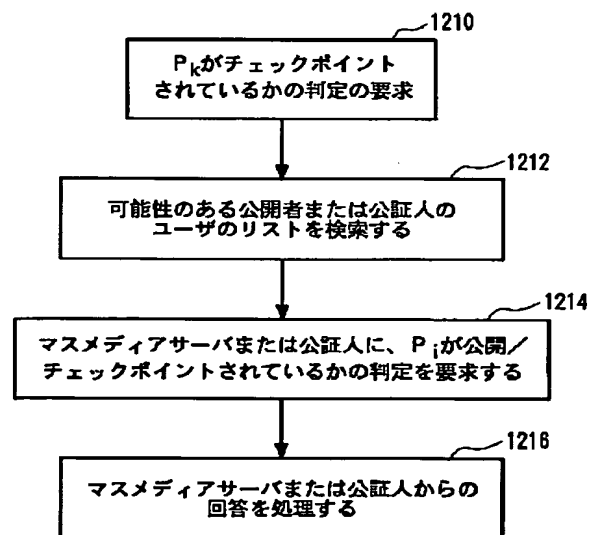 1210
Pkがチェックポイント
されているかの判定の要求
1212
可能性のある公開者または公証人の
ユーザのリストを検索する
1214
マスメディアサーバまたは公証人に、Piが公開／
チェックポイントされているかの判定を要求する
1216
マスメディアサーバまたは公証人からの
回答を処理する